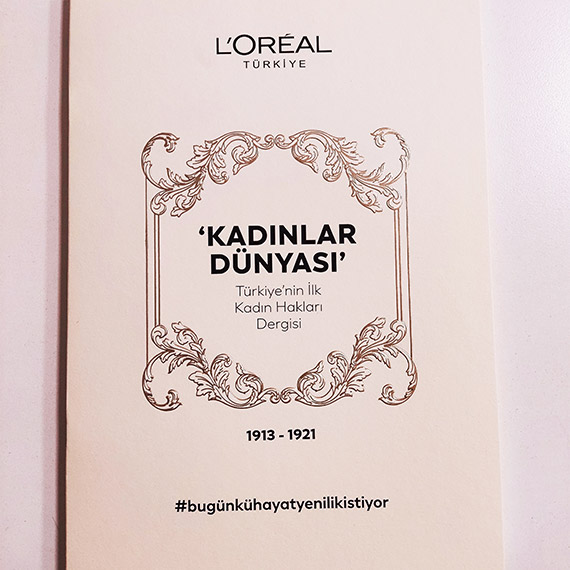 L'ORÉAL
TÜRKİYE
‘KADINLAR
DÜNYASI’
Türkiye'nin İlk
Kadın Hakları
Dergisi
1913 - 1921
#bugünkühayatyenilikistiyor